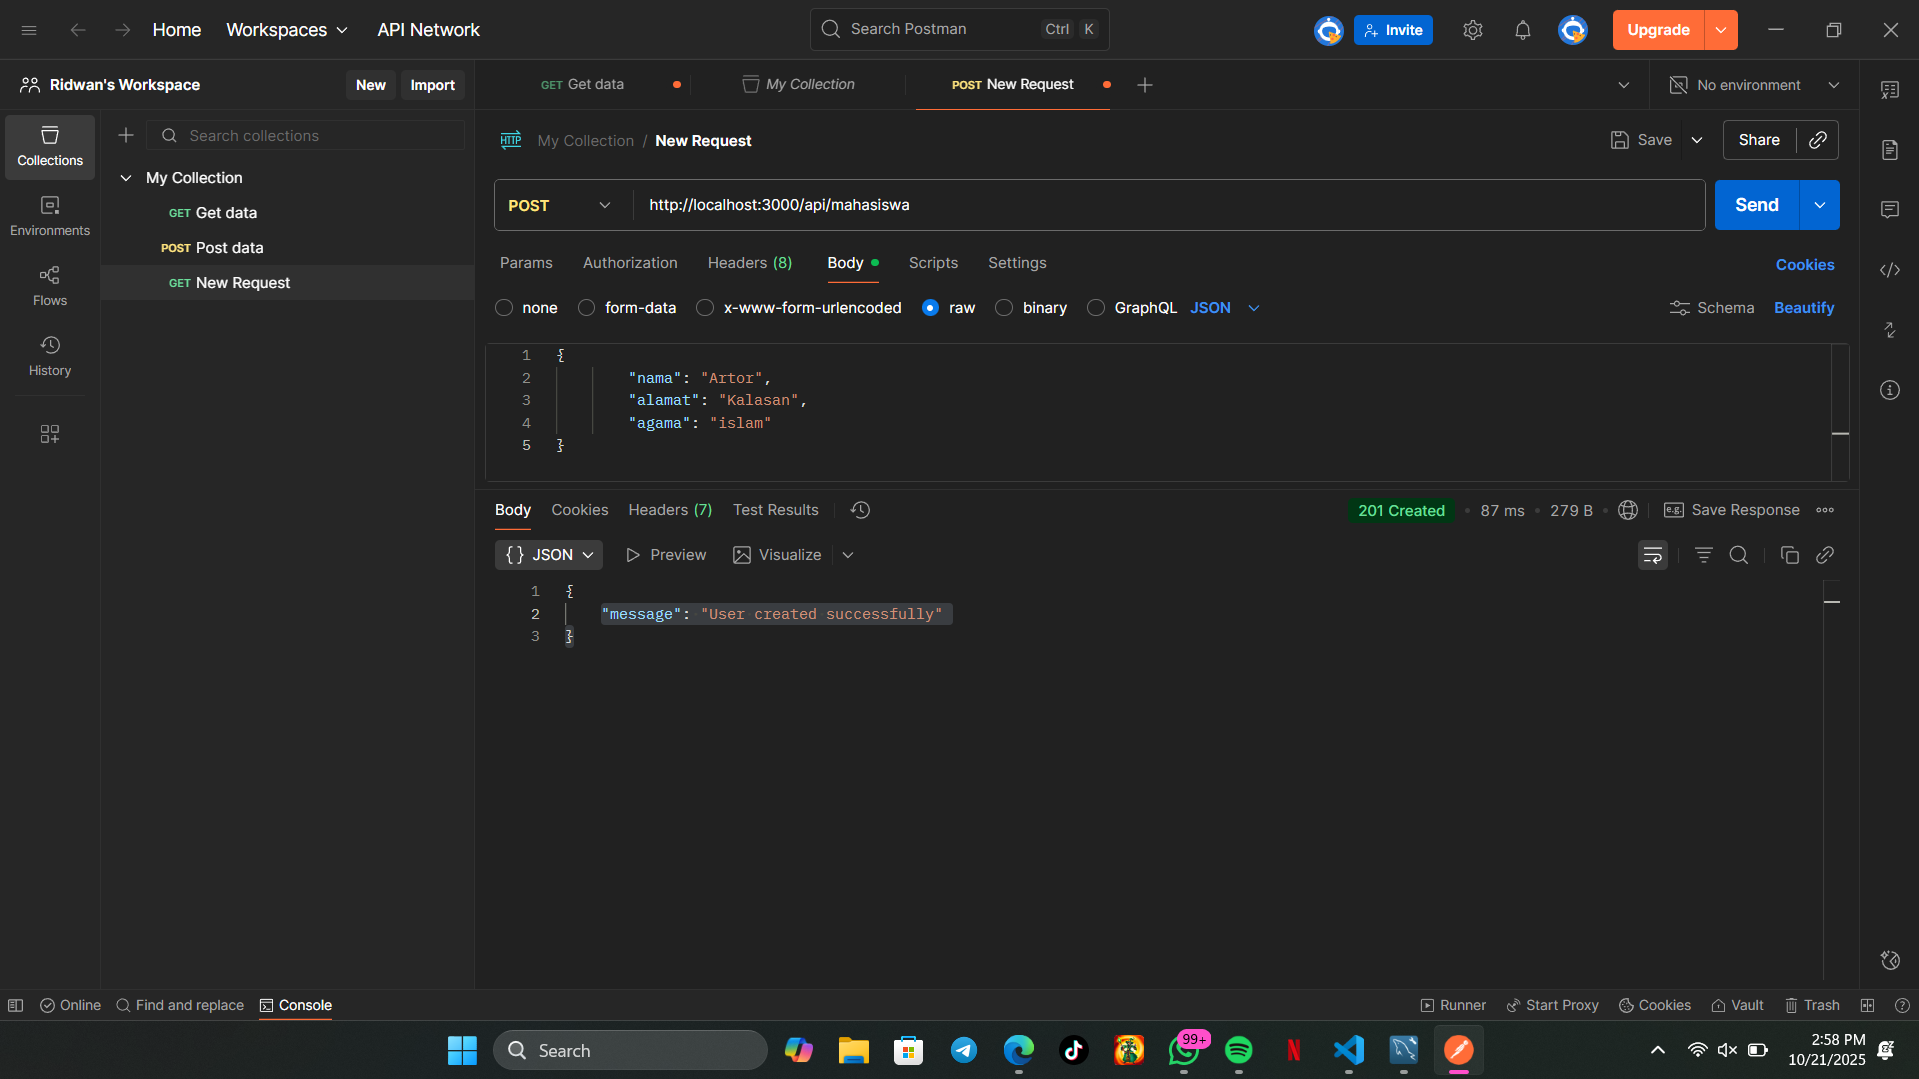 Home Workspaces API Network Search Postman Ctrl K Invite Upgrade
Ridwan's Workspace New Import GET Get data My Collection POST New Request No environment
Collections
Environments
Flows
History
Search collections
My Collection
GET Get data
POST Post data
GET New Request
HTTP My Collection / New Request Save Share
POST http://localhost:3000/api/mahasiswa Send
Params Authorization Headers (8) Body Scripts Settings Cookies
none form-data x-www-form-urlencoded raw binary GraphQL JSON Schema Beautify
1 {
2 "nama": "Artor",
3 "alamat": "Kalasan",
4 "agama": "islam"
5 }
Body Cookies Headers (7) Test Results 201 Created 87 ms 279 B e.g. Save Response
{} JSON Preview Visualize
1 {
2 "message": "User created successfully"
3 }
Online Find and replace Console Runner Start Proxy Cookies Vault Trash
Search 99+ 2:58 PM
10/21/2025